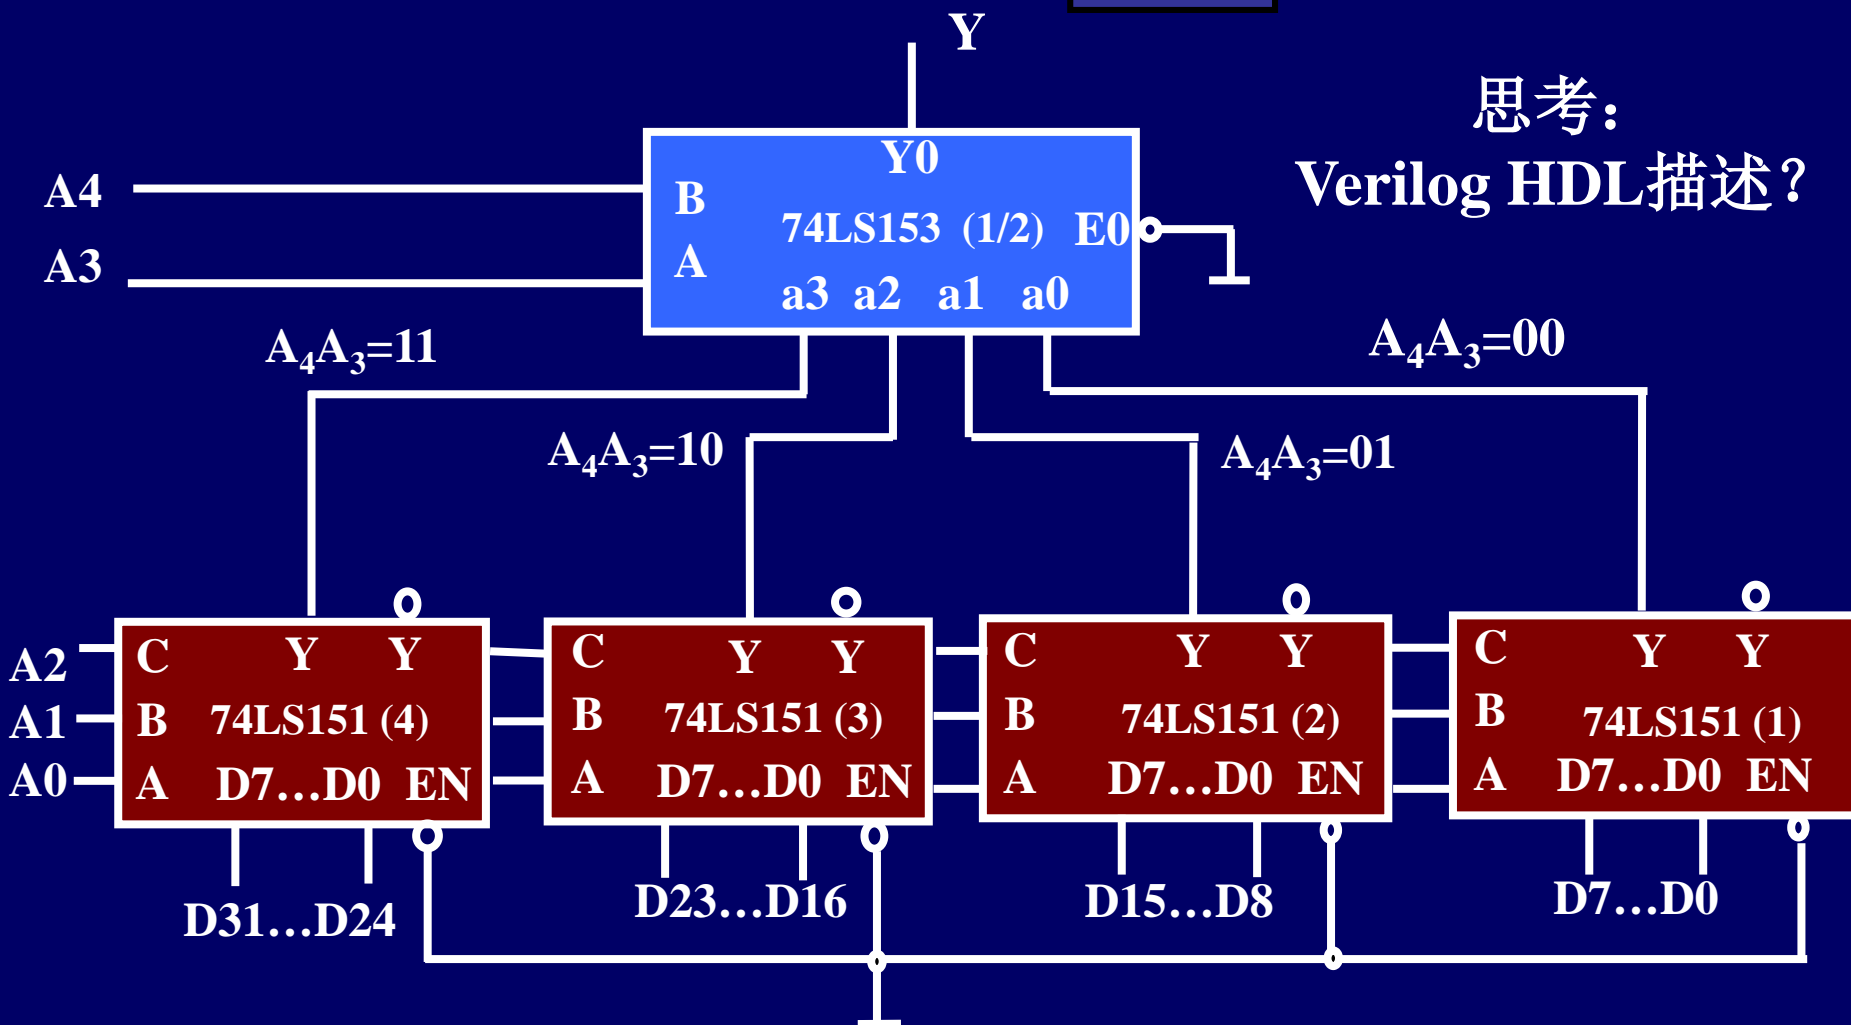 Y
思考：
Verilog HDL描述？
A4
A3
Y0
B
74LS153 (1/2) E0
A
a3 a2 a1 a0
A₄A₃=11
A₄A₃=00
A₄A₃=10
A₄A₃=01
A2
A1
A0
C Y Y
B 74LS151 (4)
A D7…D0 EN
C Y Y
B 74LS151 (3)
A D7…D0 EN
C Y Y
B 74LS151 (2)
A D7…D0 EN
C Y Y
B 74LS151 (1)
A D7…D0 EN
D31…D24
D23…D16
D15…D8
D7…D0